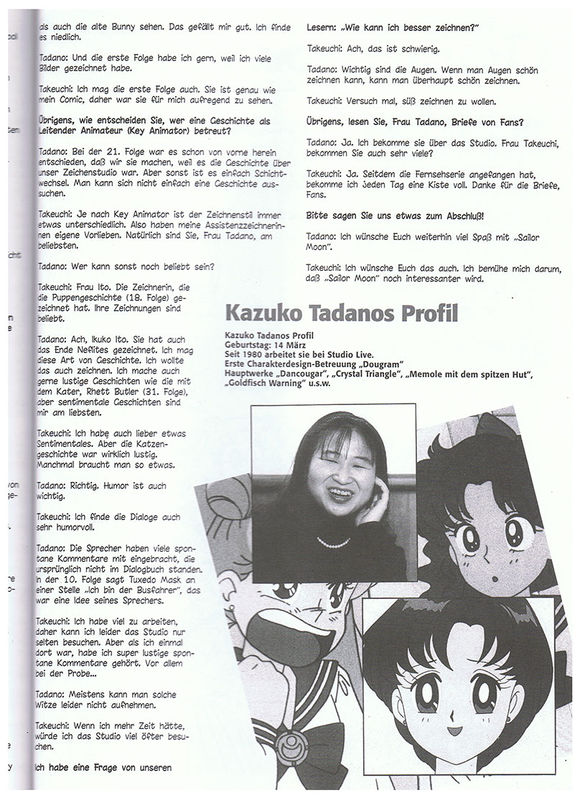 als auch die alte Bunny sehen. Das gefällt mir gut. Ich finde
es niedlich.
Tadano: Und die erste Folge habe ich gern, weil ich viele
Bilder gezeichnet habe.
Takeuchi: Ich mag die erste Folge auch. Sie ist genau wie
mein Comic, daher war sie für mich aufregend zu sehen.
Übrigens, wie entscheiden Sie, wer eine Geschichte als
Leitender Animateur (Key Animator) betreut?
Tadano: Bei der 21. Folge war es schon von vorne herein
entschieden, daß wir sie machen, weil es die Geschichte über
unser Zeichenstudio war. Aber sonst ist es einfach Schicht-
wechsel. Man kann sich nicht einfach eine Geschichte aus-
suchen.
Takeuchi: Je nach Key Animator ist der Zeichnenstil immer
etwas unterschiedlich. Also haben meine Assistenzzeichnerin-
nen eigene Vorlieben. Natürlich sind Sie, Frau Tadano, am
beliebsten.
Tadano: Wer kann sonst noch beliebt sein?
Takeuchi: Frau Ito. Die Zeichnerin, die
die Puppengeschichte (18. Folge) ge-
zeichnet hat. Ihre Zeichnungen sind
beliebt.
Tadano: Ach, Ikuko Ito. Sie hat auch
das Ende Neflites gezeichnet. Ich mag
diese Art von Geschichte. Ich wollte
das auch zeichnen. Ich mache auch
gerne lustige Geschichten wie die mit
dem Kater, Rhett Butler (31. Folge),
aber sentimentale Geschichten sind
mir am liebsten.
Takeuchi: Ich habe auch lieber etwas
Sentimentales. Aber die Katzen-
geschichte war wirklich lustig.
Manchmal braucht man so etwas.
Tadano: Richtig. Humor ist auch
wichtig.
Takeuchi: Ich finde die Dialoge auch
sehr humorvoll.
Tadano: Die Sprecher haben viele spon-
tane Kommentare mit eingebracht, die
ursprünglich nicht im Dialogbuch standen.
In der 10. Folge sagt Tuxedo Mask an
einer Stelle „Ich bin der Busfahrer", das
war eine Idee seines Sprechers.
Takeuchi: Ich habe viel zu arbeiten,
daher kann ich leider das Studio nur
selten besuchen. Aber als ich einmal
dort war, habe ich super lustige spon-
tane Kommentare gehört. Vor allem
bei der Probe...
Tadano: Meistens kann man solche
Witze leider nicht aufnehmen.
Takeuchi: Wenn ich mehr Zeit hätte,
würde ich das Studio viel öfter besu-
chen.
Ich habe eine Frage von unseren
Lesern: „Wie kann ich besser zeichnen?"
Takeuchi: Ach, das ist schwierig.
Tadano: Wichtig sind die Augen. Wenn man Augen schön
zeichnen kann, kann man überhaupt schön zeichnen.
Takeuchi: Versuch mal, süß zeichnen zu wollen.
Übrigens, lesen Sie, Frau Tadano, Briefe von Fans?
Tadano: Ja. Ich bekomme sie über das Studio. Frau Takeuchi,
bekommen Sie auch sehr viele?
Takeuchi: Ja. Seitdem die Fernsehserie angefangen hat,
bekomme ich jeden Tag eine Kiste voll. Danke für die Briefe,
Fans.
Bitte sagen Sie uns etwas zum Abschluß!
Tadano: Ich wünsche Euch weiterhin viel Spaß mit „Sailor
Moon".
Takeuchi: Ich wünsche Euch das auch. Ich bemühe mich darum,
daß „Sailor Moon" noch interessanter wird.
Kazuko Tadanos Profil
Kazuko Tadanos Profil
Geburtstag: 14 März
Seit 1980 arbeitet sie bei Studio Live.
Erste Charakterdesign-Betreuung „Dougram"
Hauptwerke „Dancougar", „Crystal Triangle", „Memole mit dem spitzen Hut",
„Goldfisch Warning" u.s.w.